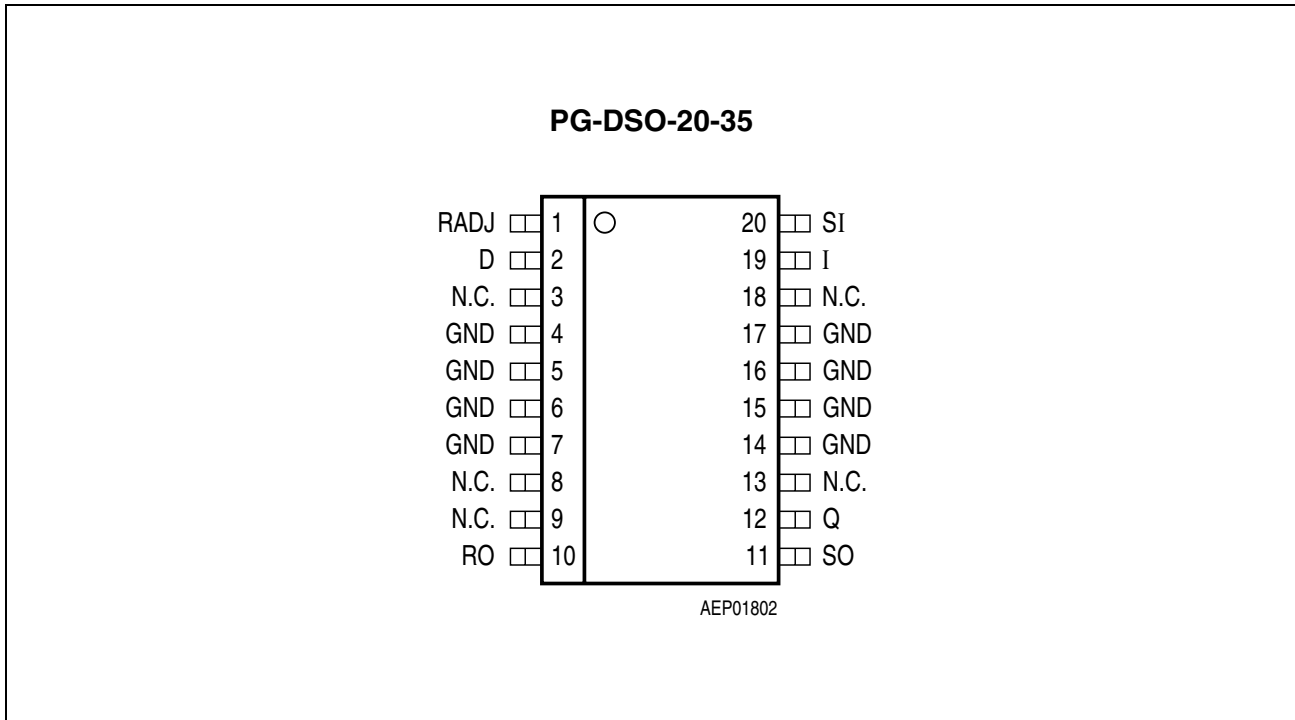 PG-DSO-20-35
RADJ 1 20 SI
D 2 19 I
N.C. 3 18 N.C.
GND 4 17 GND
GND 5 16 GND
GND 6 15 GND
GND 7 14 GND
N.C. 8 13 N.C.
N.C. 9 12 Q
RO 10 11 SO
AEP01802